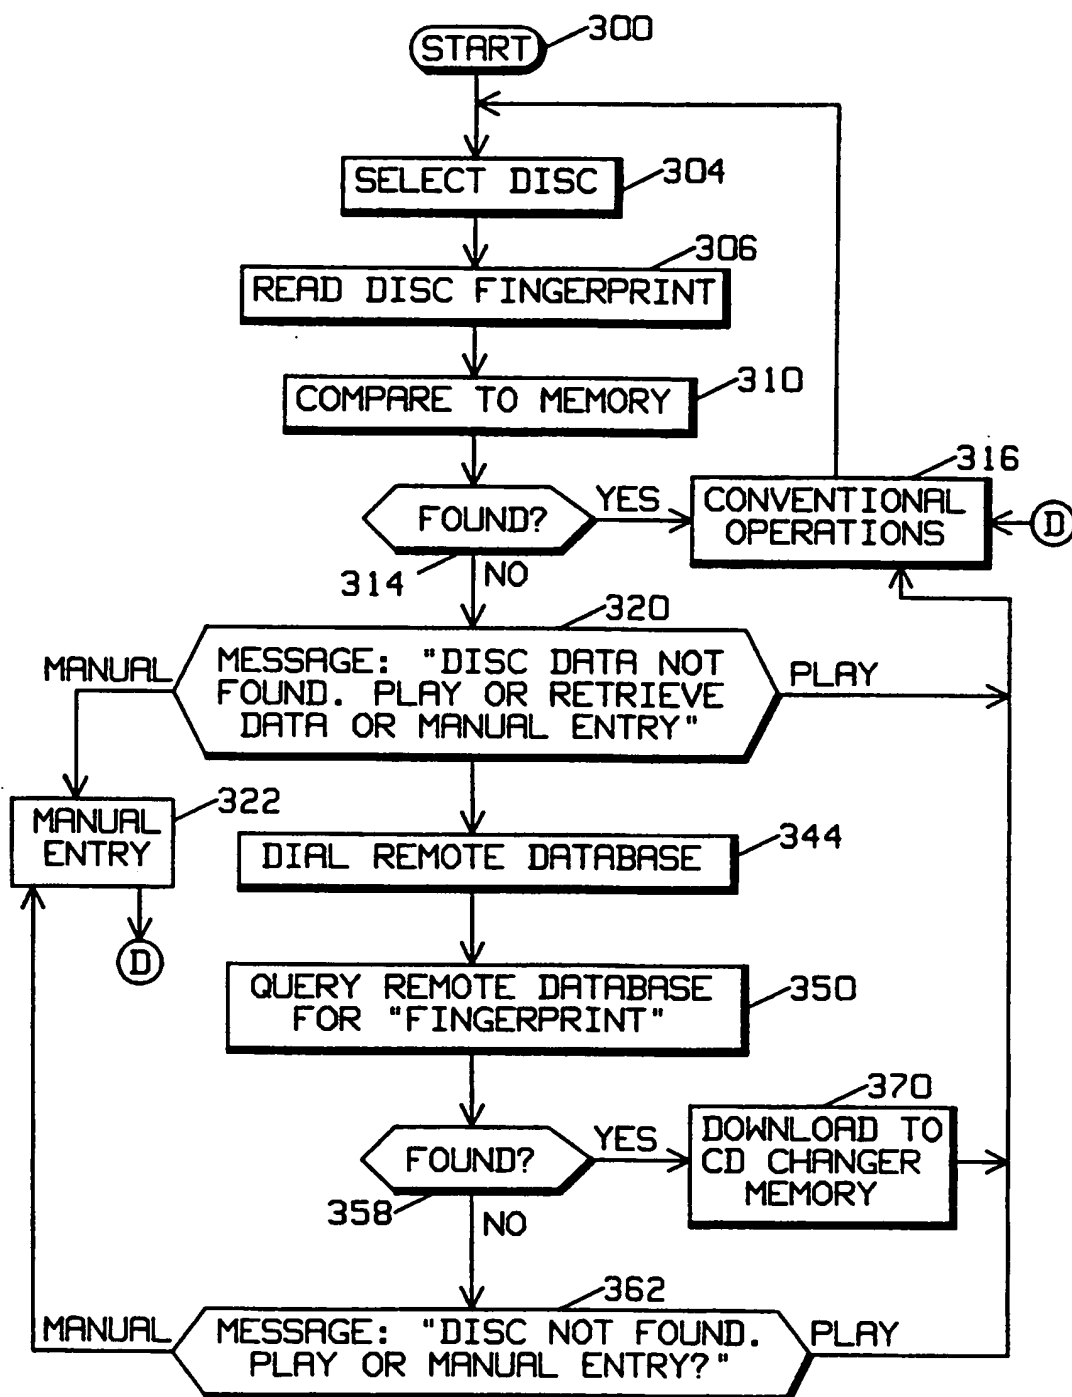 START
300
SELECT DISC
304
306
READ DISC FINGERPRINT
COMPARE TO MEMORY
310
FOUND?
YES
314
NO
316
CONVENTIONAL
OPERATIONS
D
320
MANUAL
MESSAGE: "DISC DATA NOT
FOUND. PLAY OR RETRIEVE
DATA OR MANUAL ENTRY"
PLAY
322
MANUAL
ENTRY
D
DIAL REMOTE DATABASE
344
QUERY REMOTE DATABASE
FOR "FINGERPRINT"
350
FOUND?
YES
358
NO
370
DOWNLOAD TO
CD CHANGER
MEMORY
362
MANUAL
MESSAGE: "DISC NOT FOUND.
PLAY OR MANUAL ENTRY?"
PLAY